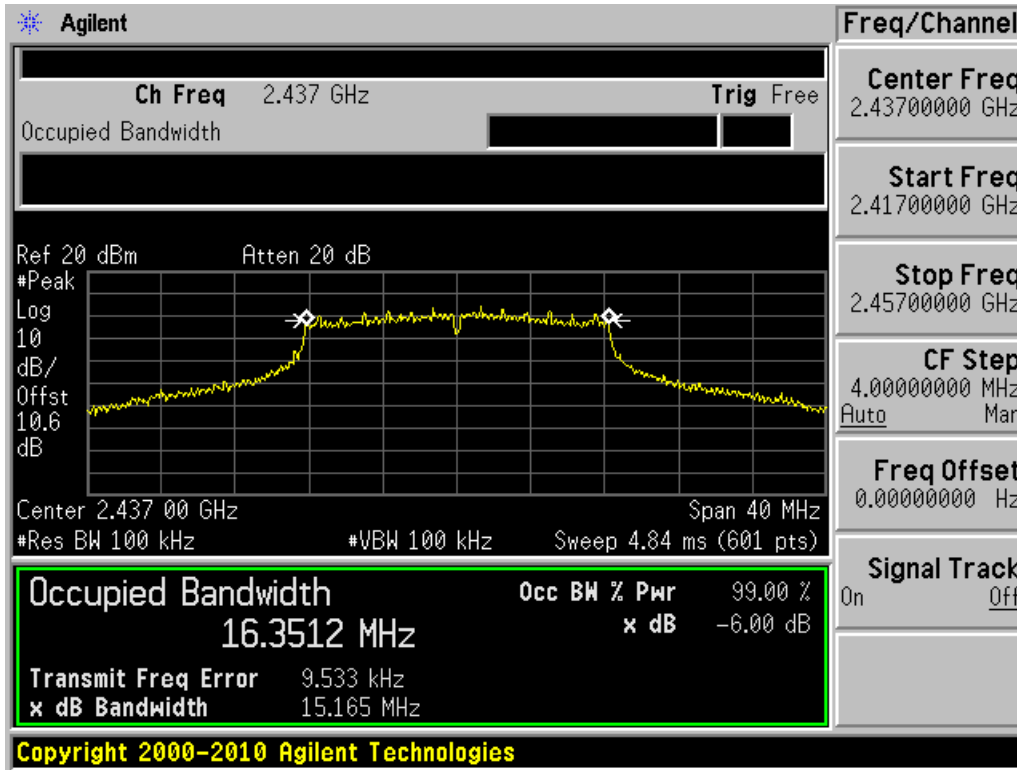 Agilent
Freq/Channel
Ch Freq 2.437 GHz Trig Free
Occupied Bandwidth
Center Freq
2.43700000 GHz
Start Freq
2.41700000 GHz
Stop Freq
2.45700000 GHz
CF Step
4.00000000 MHz
Auto Man
Freq Offset
0.00000000 Hz
Signal Track
On Off
Ref 20 dBm Atten 20 dB
#Peak
Log
10
dB/
Offst
10.6
dB
Center 2.437 00 GHz Span 40 MHz
#Res BW 100 kHz #VBW 100 kHz Sweep 4.84 ms (601 pts)
Occupied Bandwidth
16.3512 MHz
Occ BW % Pwr 99.00 %
x dB -6.00 dB
Transmit Freq Error 9.533 kHz
x dB Bandwidth 15.165 MHz
Copyright 2000-2010 Agilent Technologies